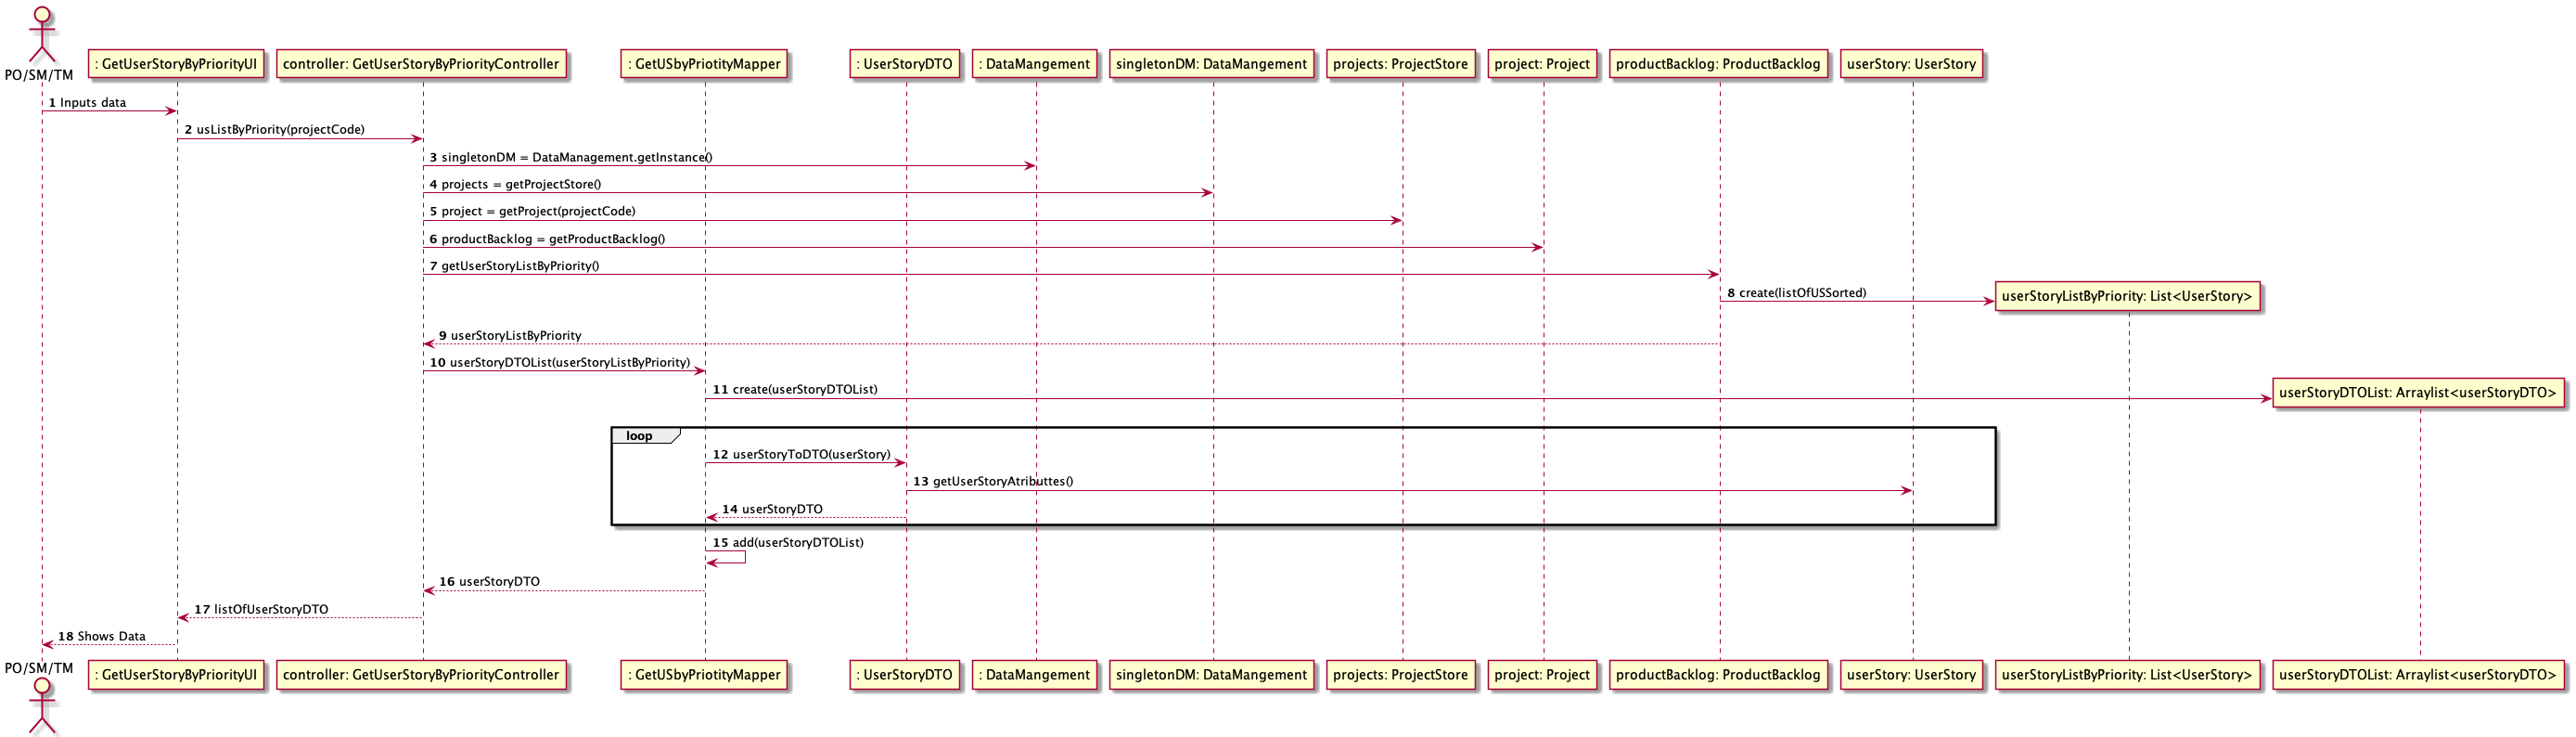 PO/SM/TM
: GetUserStoryByPriorityUI
controller: GetUserStoryByPriorityController
: GetUSbyPriotityMapper
: UserStoryDTO
: DataMangement
singletonDM: DataMangement
projects: ProjectStore
project: Project
productBacklog: ProductBacklog
userStory: UserStory
1 Inputs data
2 usListByPriority(projectCode)
3 singletonDM = DataManagement.getInstance()
4 projects = getProjectStore()
5 project = getProject(projectCode)
6 productBacklog = getProductBacklog()
7 getUserStoryListByPriority()
8 create(listOfUSSorted)
userStoryListByPriority: List<UserStory>
9 userStoryListByPriority
10 userStoryDTOList(userStoryListByPriority)
11 create(userStoryDTOList)
userStoryDTOList: Arraylist<userStoryDTO>
loop
12 userStoryToDTO(userStory)
13 getUserStoryAtributtes()
14 userStoryDTO
15 add(userStoryDTOList)
16 userStoryDTO
17 listOfUserStoryDTO
18 Shows Data
PO/SM/TM
: GetUserStoryByPriorityUI
controller: GetUserStoryByPriorityController
: GetUSbyPriotityMapper
: UserStoryDTO
: DataMangement
singletonDM: DataMangement
projects: ProjectStore
project: Project
productBacklog: ProductBacklog
userStory: UserStory
userStoryListByPriority: List<UserStory>
userStoryDTOList: Arraylist<userStoryDTO>